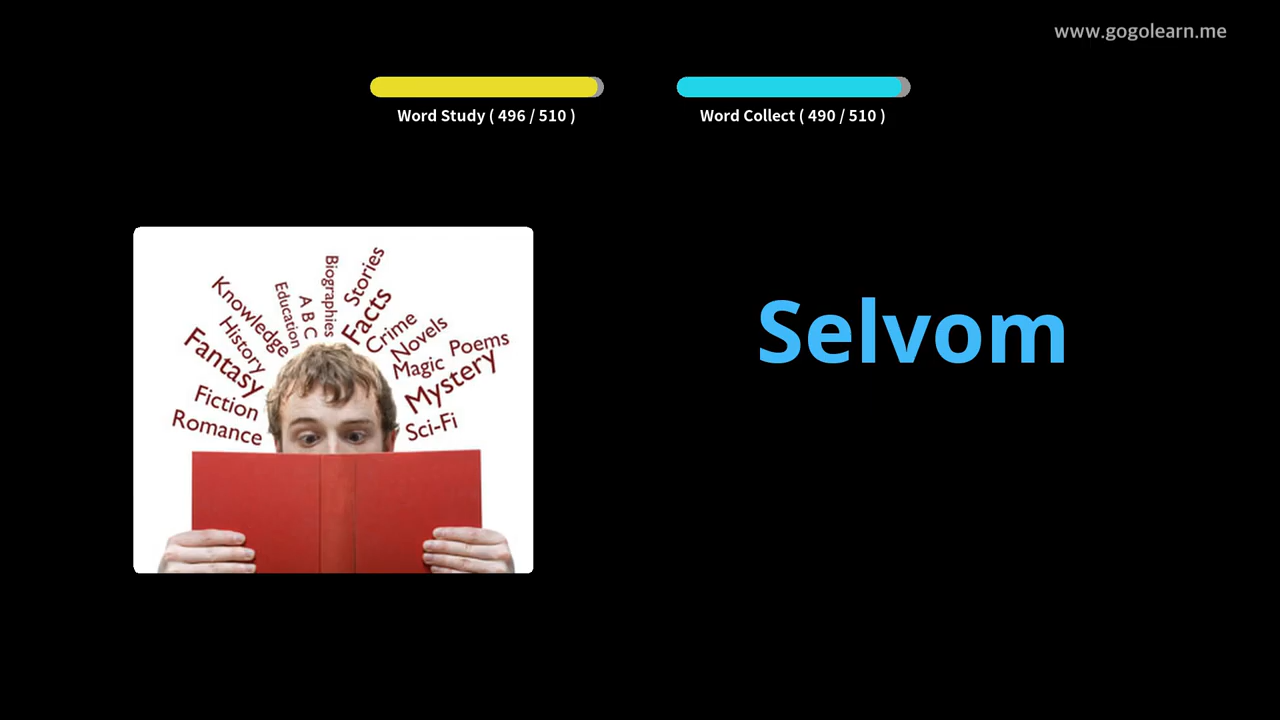 www.gogolearn.me
Word Study ( 496 / 510 )
Word Collect ( 490 / 510 )
Selvom
Romance
Fiction
Fantasy
History
Knowledge
Education
A B C
Biographies
Stories
Facts
Crime
Novels
Magic
Poems
Mystery
Sci-Fi